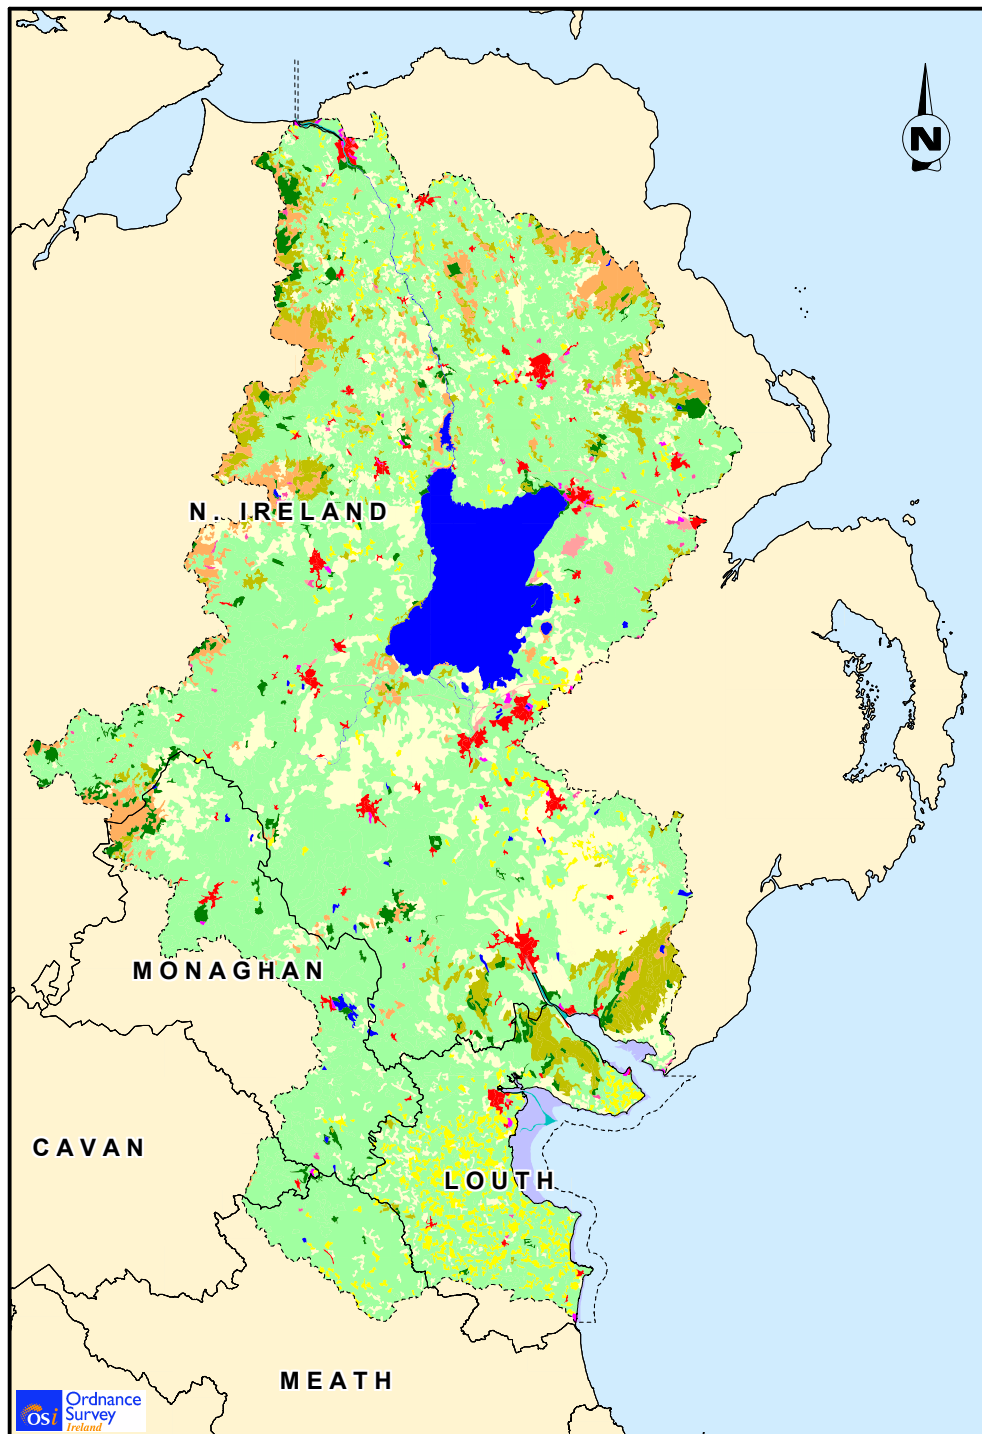 N
N. IRELAND
MONAGHAN
CAVAN
LOUTH
MEATH
osi
Ordnance
Survey
Ireland